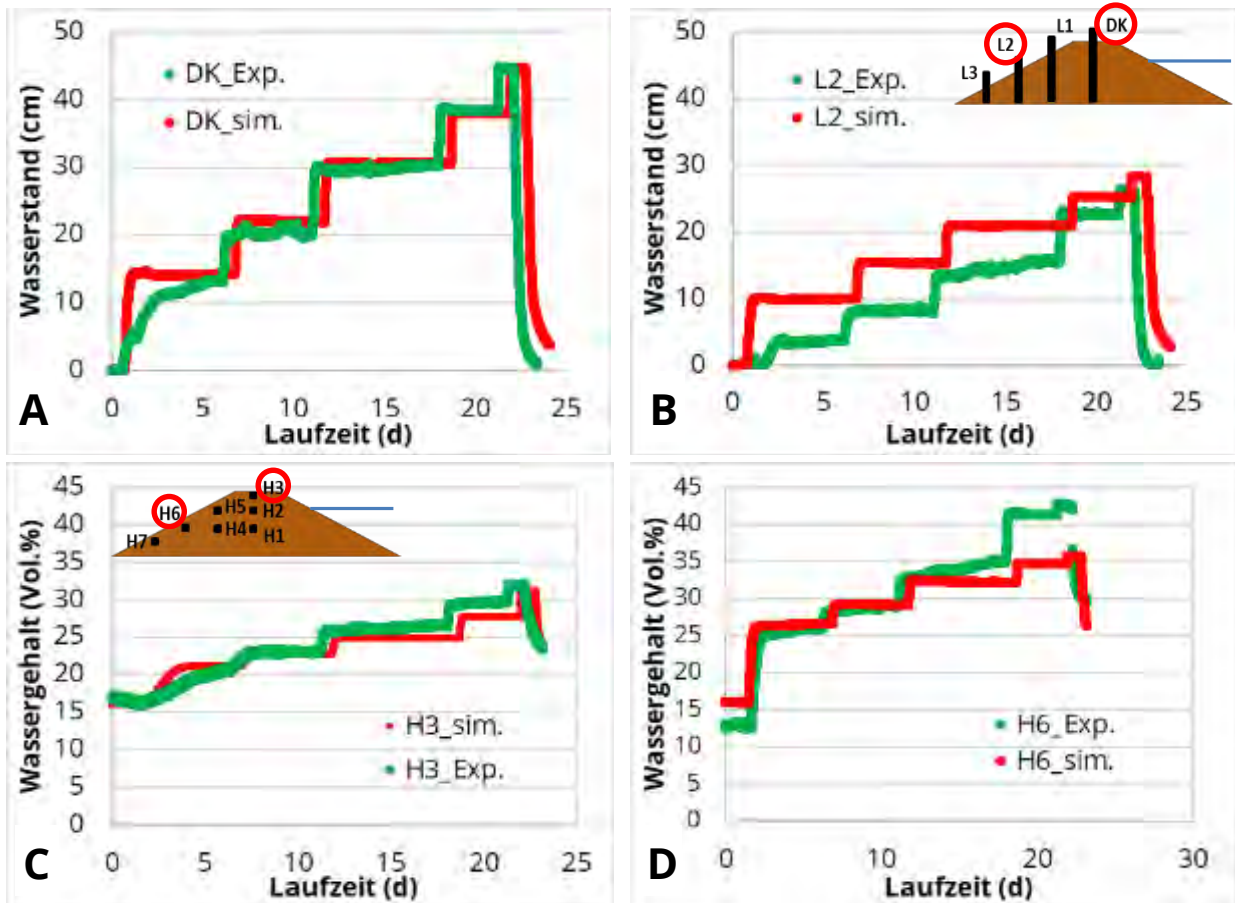 50
40
30
20
10
0
Wasserstand (cm)
DK_Exp.
DK_sim.
0 5 10 15 20 25
Laufzeit (d)
A
50
40
30
20
10
0
Wasserstand (cm)
L1
DK
L2
L3
L2_Exp.
L2_sim.
0 5 10 15 20 25
Laufzeit (d)
B
45
40
35
30
25
20
15
10
5
0
Wassergehalt (Vol.%)
H3
H6
H5
H2
H7
H4
H1
H3_sim.
H3_Exp.
0 5 10 15 20 25
Laufzeit (d)
C
45
40
35
30
25
20
15
10
5
0
Wassergehalt (Vol.%)
H6_Exp.
H6_sim.
0 10 20 30
Laufzeit (d)
D